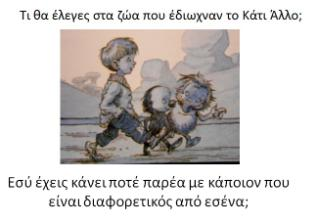 Τι θα έλεγες στα ζώα που έδιωχναν το Κάτι Άλλο;
Εσύ έχεις κάνει ποτέ παρέα με κάποιον που
είναι διαφορετικός από εσένα;